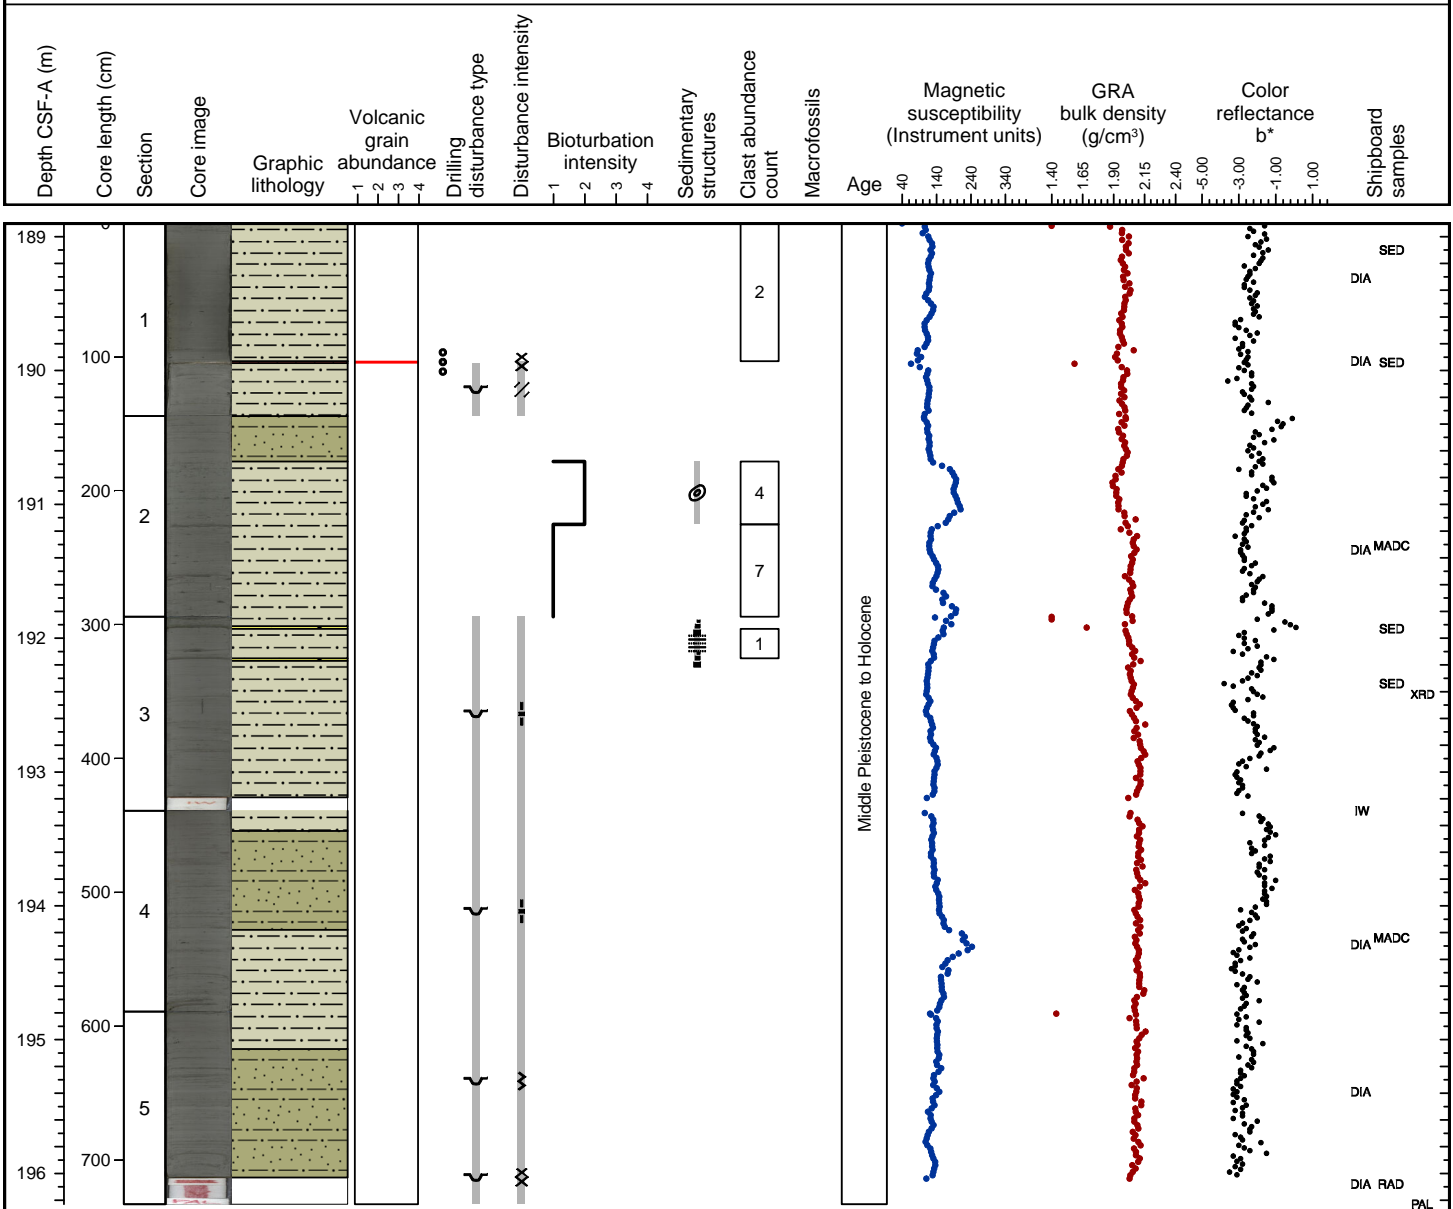 Depth CSF-A (m)
Core length (cm)
Section
Core image
Graphic
lithology
Volcanic
grain
abundance
1 2 3 4
Drilling
disturbance type
Disturbance intensity
Bioturbation
intensity
1 2 3 4
Sedimentary
structures
Clast abundance
count
Macrofossils
Age
Magnetic
susceptibility
(Instrument units)
40 140 240 340
GRA
bulk density
(g/cm³)
1.40 1.65 1.90 2.15 2.40
Color
reflectance
b*
-5.00 -3.00 -1.00 1.00
Shipboard
samples
189
190
191
192
193
194
195
196
0
100
200
300
400
500
600
700
1
2
3
4
5
2
4
7
1
Middle Pleistocene to Holocene
SED
DIA
DIA SED
DIA MADC
SED
SED XRD
IW
DIA MADC
DIA
DIA RAD
PAL